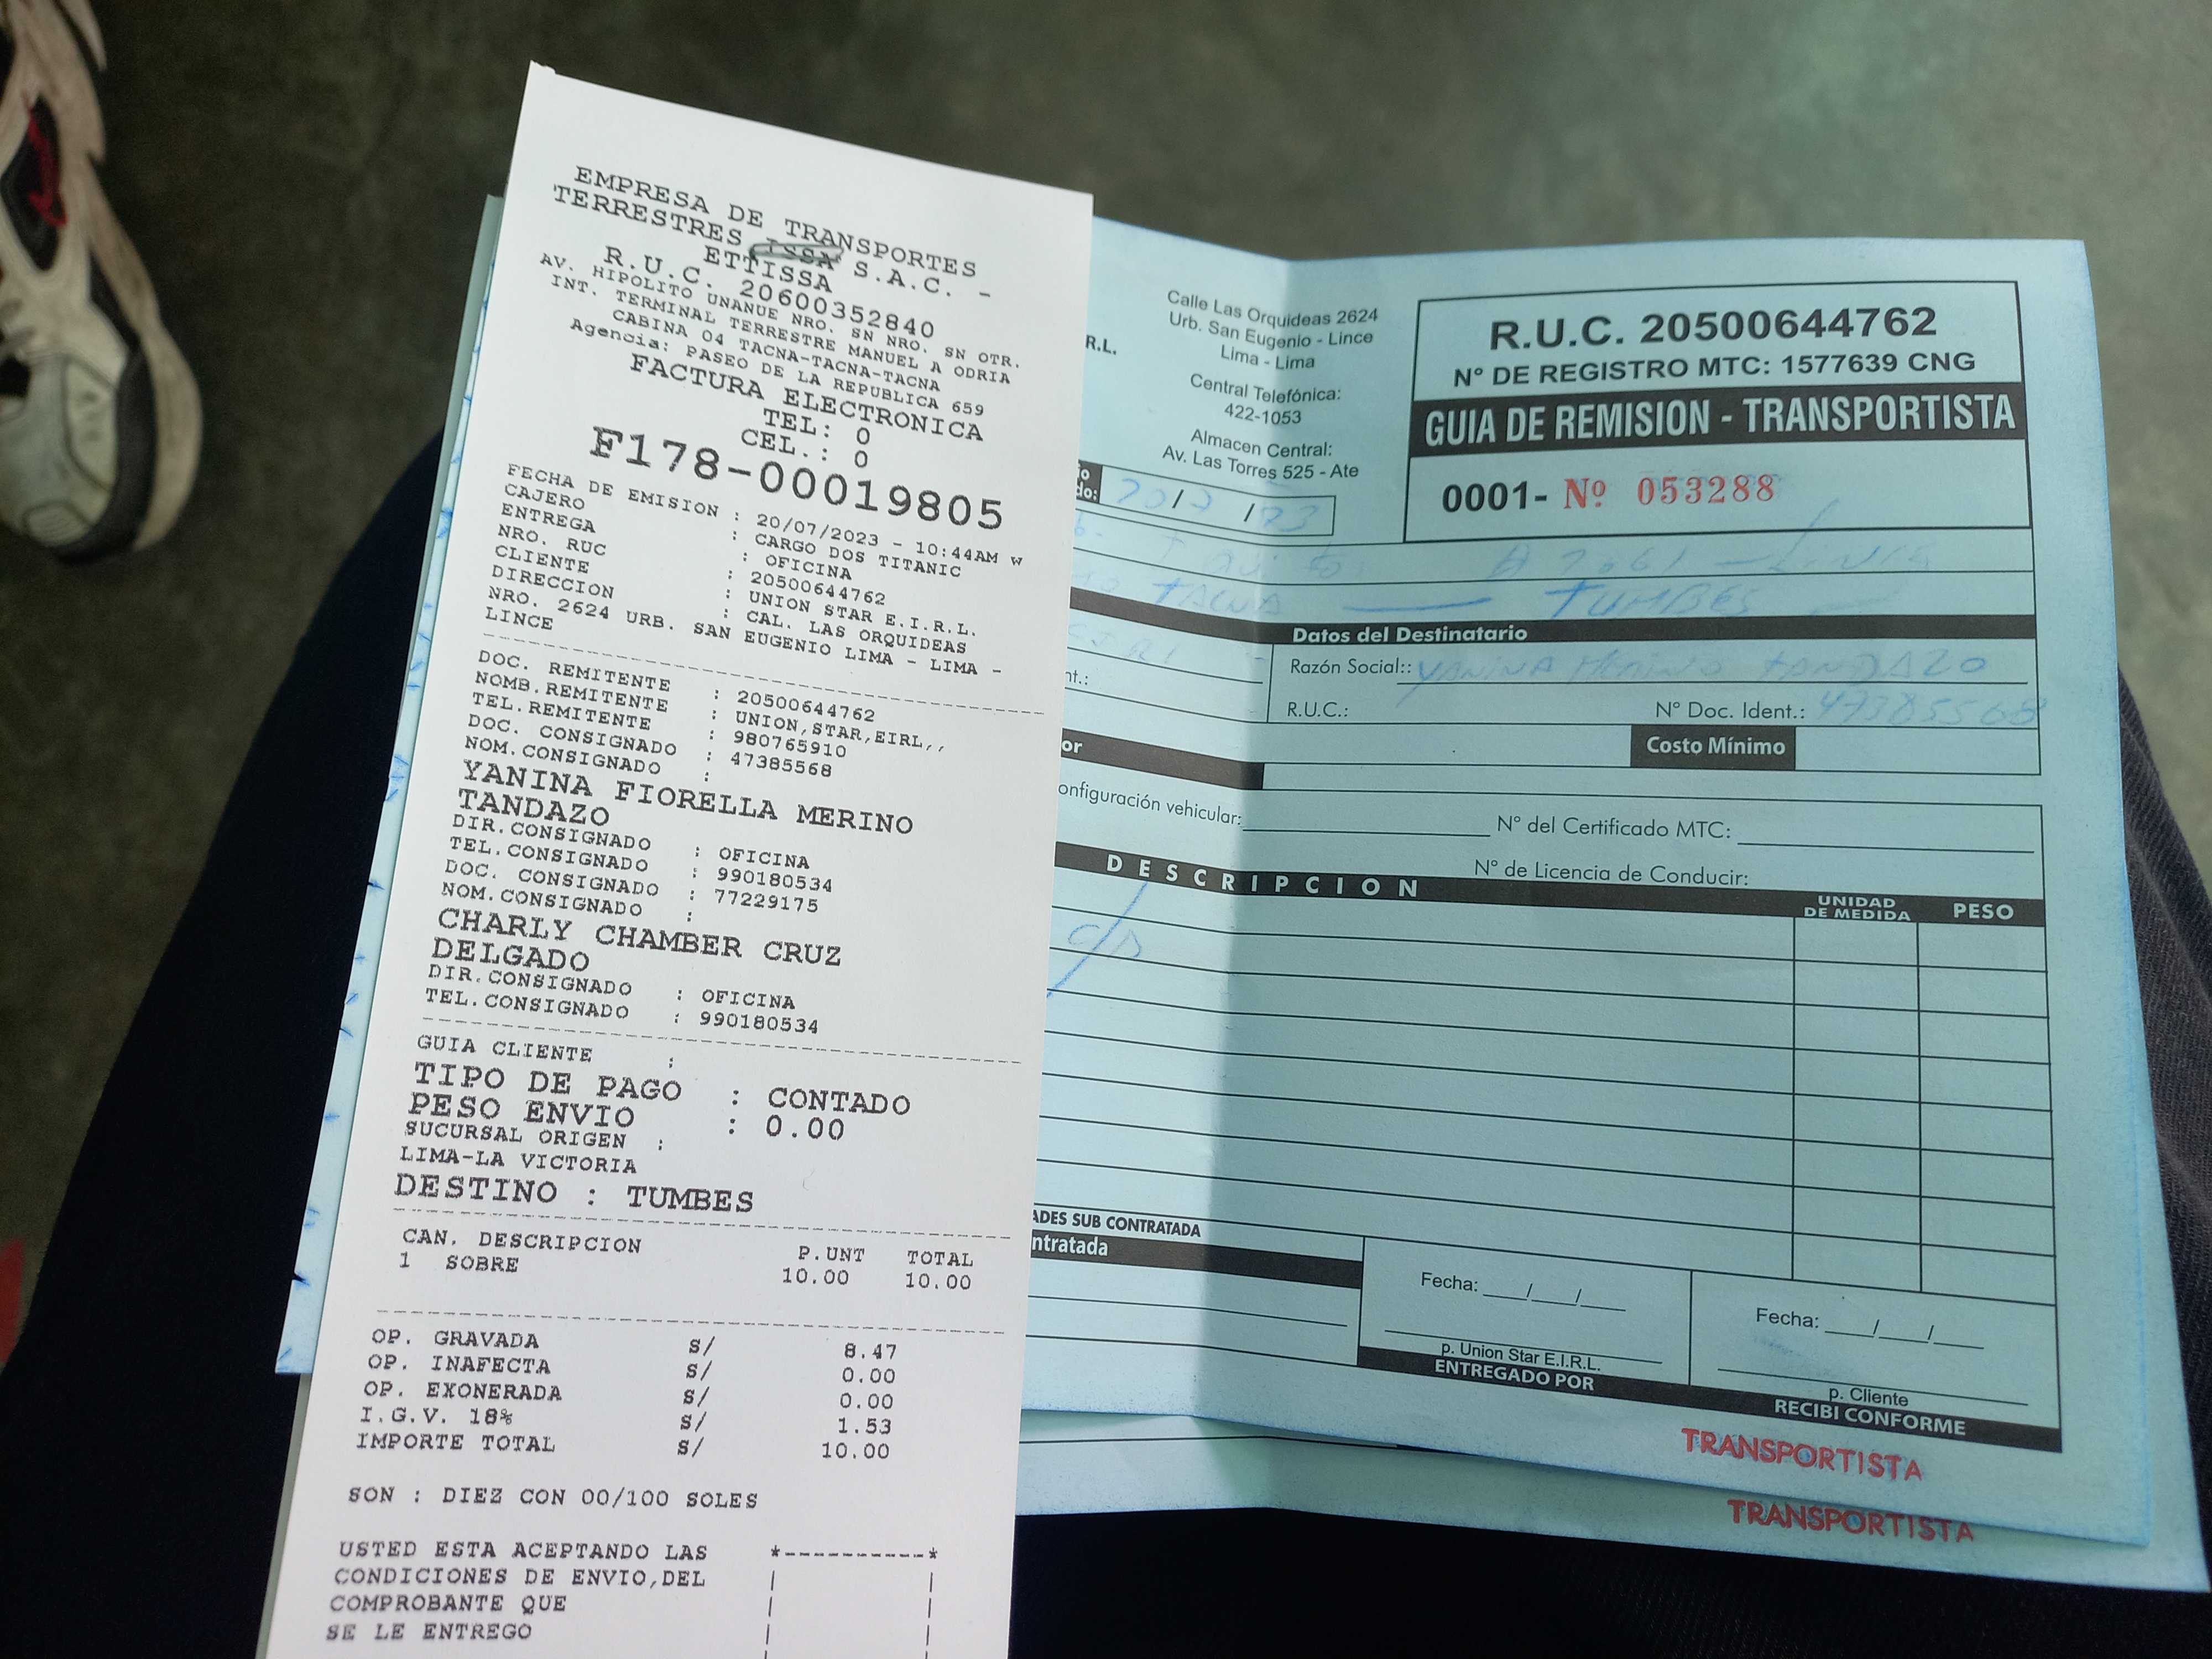 EMPRESA DE TRANSPORTES
TERRESTRES ISSA S.A.C. -
ETTISSA
R.U.C. 20600352840
AV. HIPOLITO UNANUE NRO. SN NRO. SN OTR.
INT. TERMINAL TERRESTRE MANUEL A ODRIA
CABINA 04 TACNA-TACNA-TACNA
Agencia: PASEO DE LA REPUBLICA 659
FACTURA ELECTRONICA
TEL: 0
CEL.: 0
F178-00019805
FECHA DE EMISION : 20/07/2023 - 10:44AM W
CAJERO : CARGO DOS TITANIC
ENTREGA : OFICINA
NRO. RUC : 20500644762
CLIENTE : UNION STAR E.I.R.L.
DIRECCION : CAL. LAS ORQUIDEAS
NRO. 2624 URB. SAN EUGENIO LIMA - LIMA -
LINCE
DOC. REMITENTE : 20500644762
NOMB.REMITENTE : UNION,STAR,EIRL,,
TEL.REMITENTE : 980765910
DOC. CONSIGNADO : 47385568
NOM.CONSIGNADO :
YANINA FIORELLA MERINO
TANDAZO
DIR.CONSIGNADO : OFICINA
TEL.CONSIGNADO : 990180534
DOC. CONSIGNADO : 77229175
NOM.CONSIGNADO :
CHARLY CHAMBER CRUZ
DELGADO
DIR.CONSIGNADO : OFICINA
TEL.CONSIGNADO : 990180534
GUIA CLIENTE :
TIPO DE PAGO : CONTADO
PESO ENVIO : 0.00
SUCURSAL ORIGEN :
LIMA-LA VICTORIA
DESTINO : TUMBES
CAN. DESCRIPCION P.UNT TOTAL
1 SOBRE 10.00 10.00
OP. GRAVADA S/ 8.47
OP. INAFECTA S/ 0.00
OP. EXONERADA S/ 0.00
I.G.V. 18% S/ 1.53
IMPORTE TOTAL S/ 10.00
SON : DIEZ CON 00/100 SOLES
USTED ESTA ACEPTANDO LAS
CONDICIONES DE ENVIO,DEL
COMPROBANTE QUE
SE LE ENTREGO
R.L.
Calle Las Orquideas 2624
Urb. San Eugenio - Lince
Lima - Lima
Central Telefónica:
422-1053
Almacen Central:
Av. Las Torres 525 - Ate
R.U.C. 20500644762
N° DE REGISTRO MTC: 1577639 CNG
GUIA DE REMISION - TRANSPORTISTA
0001- Nº 053288
do: 20/7/23
TACNA — TUMBES
Datos del Destinatario
Razón Social:: YANINA MERINO TANDAZO
nt.:
R.U.C.: N° Doc. Ident.: 47385568
Costo Mínimo
or
onfiguración vehicular: N° del Certificado MTC:
N° de Licencia de Conducir:
DESCRIPCION UNIDAD DE MEDIDA PESO
ADES SUB CONTRATADA
ntratada
Fecha: / /
p. Union Star E.I.R.L.
ENTREGADO POR
Fecha: / /
p. Cliente
RECIBI CONFORME
TRANSPORTISTA
TRANSPORTISTA